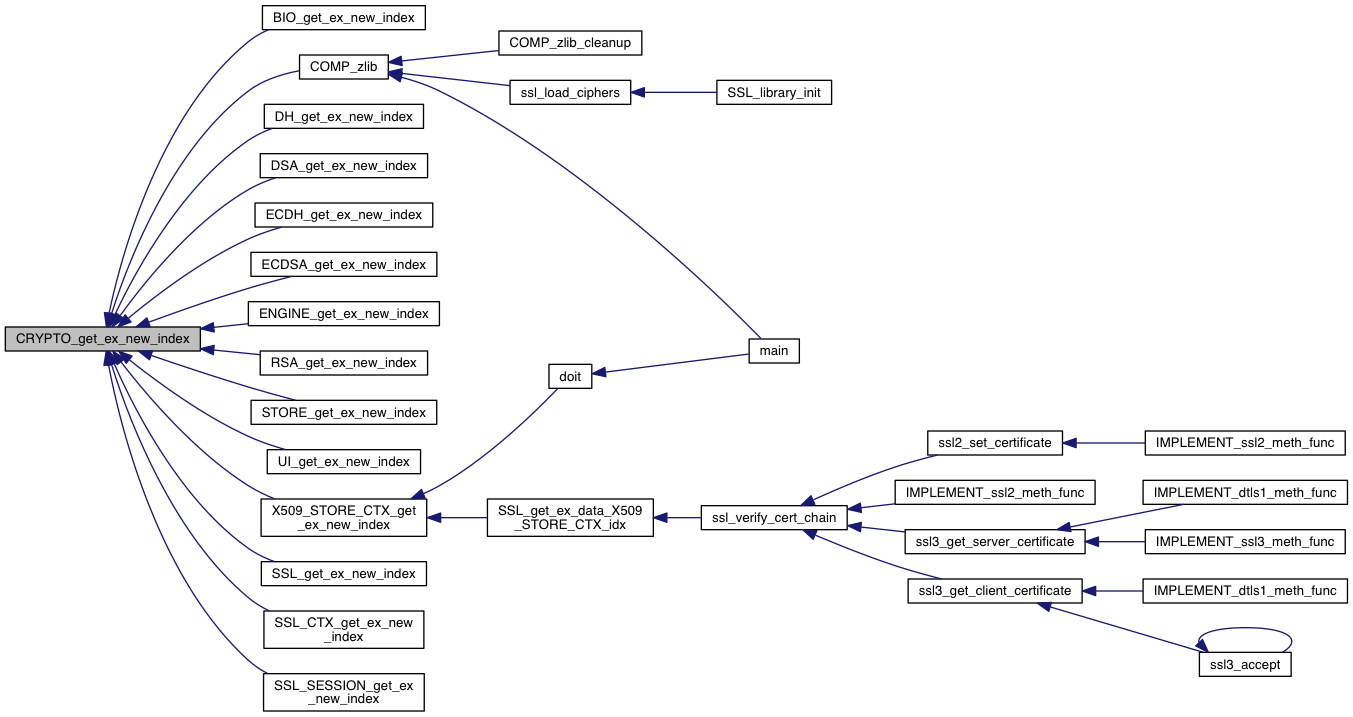 BIO_get_ex_new_index
COMP_zlib
COMP_zlib_cleanup
ssl_load_ciphers
SSL_library_init
DH_get_ex_new_index
DSA_get_ex_new_index
ECDH_get_ex_new_index
ECDSA_get_ex_new_index
ENGINE_get_ex_new_index
CRYPTO_get_ex_new_index
RSA_get_ex_new_index
main
doit
STORE_get_ex_new_index
UI_get_ex_new_index
X509_STORE_CTX_get
_ex_new_index
SSL_get_ex_data_X509
_STORE_CTX_idx
ssl_verify_cert_chain
ssl2_set_certificate
IMPLEMENT_ssl2_meth_func
IMPLEMENT_ssl2_meth_func
IMPLEMENT_dtls1_meth_func
ssl3_get_server_certificate
IMPLEMENT_ssl3_meth_func
SSL_get_ex_new_index
ssl3_get_client_certificate
IMPLEMENT_dtls1_meth_func
SSL_CTX_get_ex_new
_index
ssl3_accept
SSL_SESSION_get_ex
_new_index